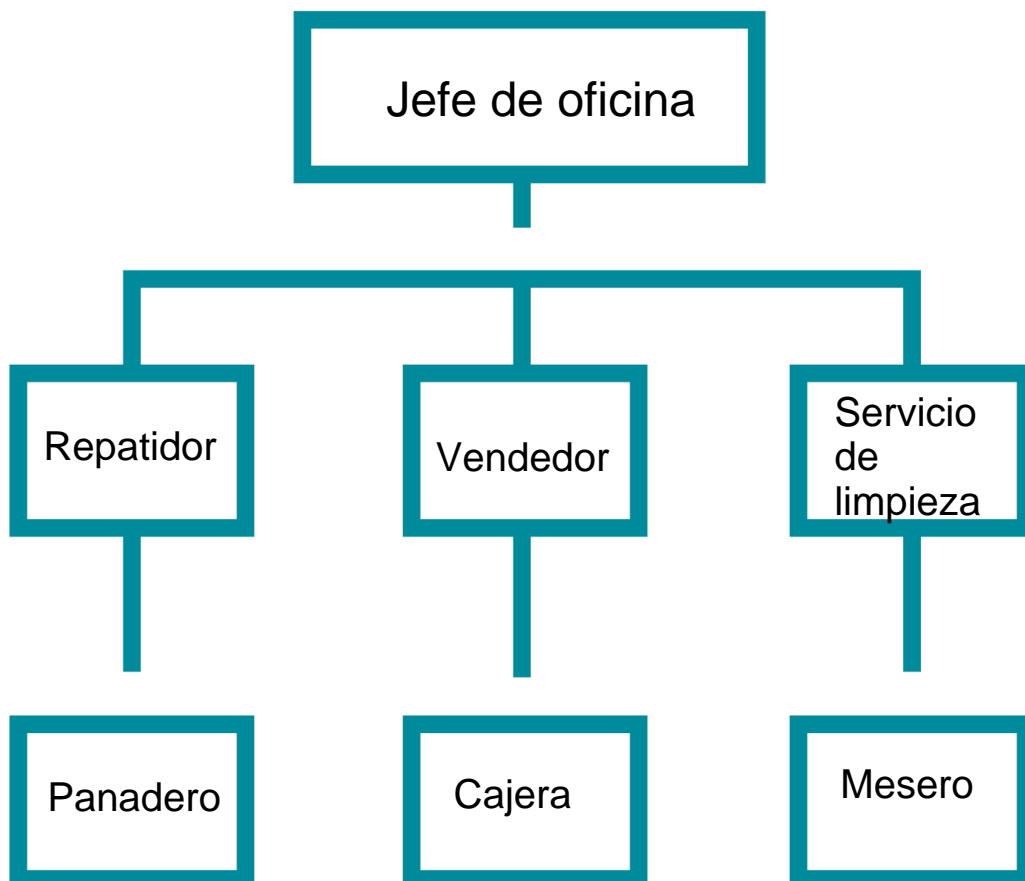 Jefe de oficina
Repatidor
Vendedor
Servicio
de
limpieza
Panadero
Cajera
Mesero